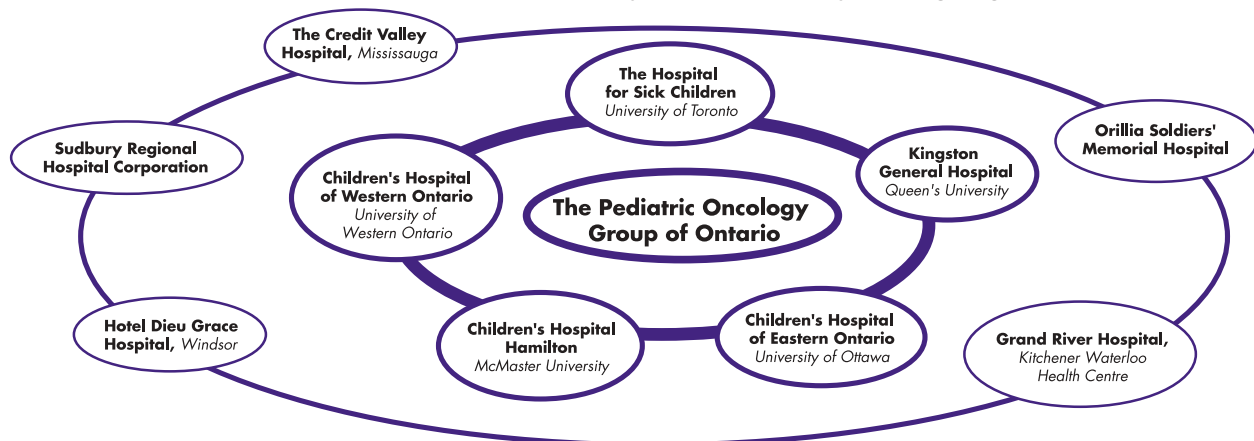 The Credit Valley
Hospital, Mississauga
The Hospital
for Sick Children
University of Toronto
Orillia Soldiers'
Memorial Hospital
Sudbury Regional
Hospital Corporation
Children's Hospital
of Western Ontario
University of
Western Ontario
Kingston
General Hospital
Queen's University
The Pediatric Oncology
Group of Ontario
Hotel Dieu Grace
Hospital, Windsor
Children's Hospital
Hamilton
McMaster University
Children's Hospital
of Eastern Ontario
University of Ottawa
Grand River Hospital,
Kitchener Waterloo
Health Centre